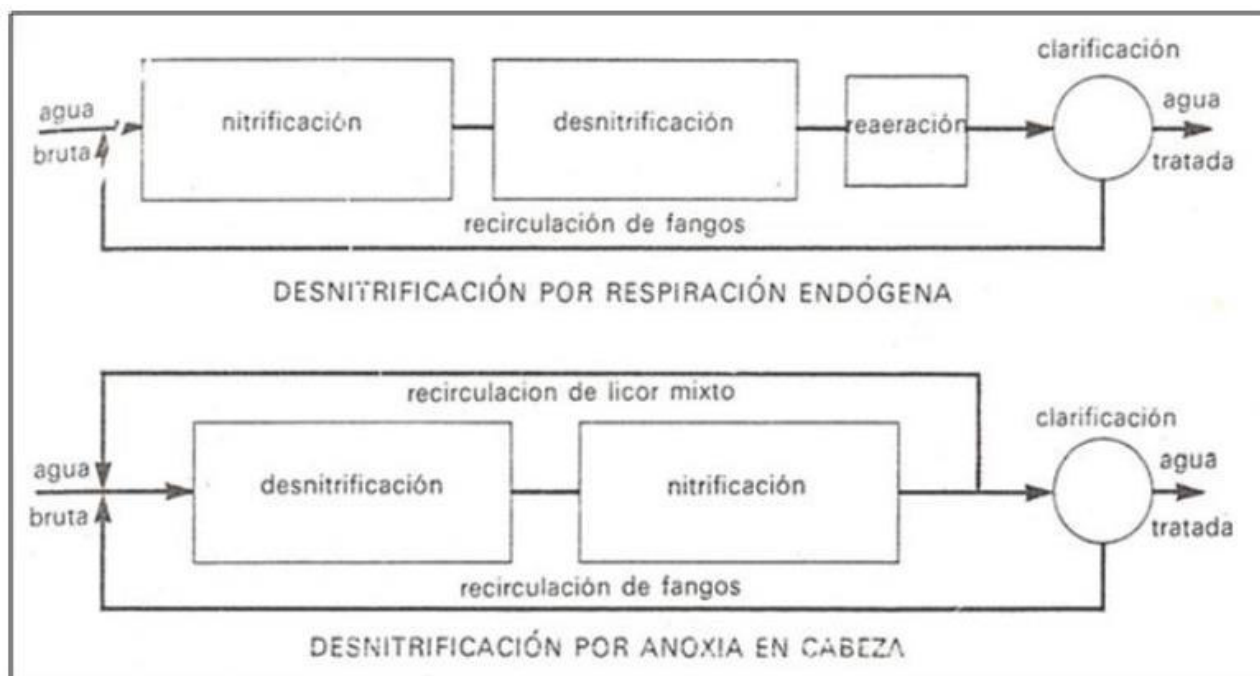 clarificación
agua
bruta
nitrificación
desnitrificación
reaeración
agua
tratada
recirculación de fangos
DESNITRIFICACIÓN POR RESPIRACIÓN ENDÓGENA
recirculacion de licor mixto
clarificación
agua
bruta
desnitrificación
nitrificación
agua
tratada
recirculación de fangos
DESNITRIFICACIÓN POR ANOXIA EN CABEZA